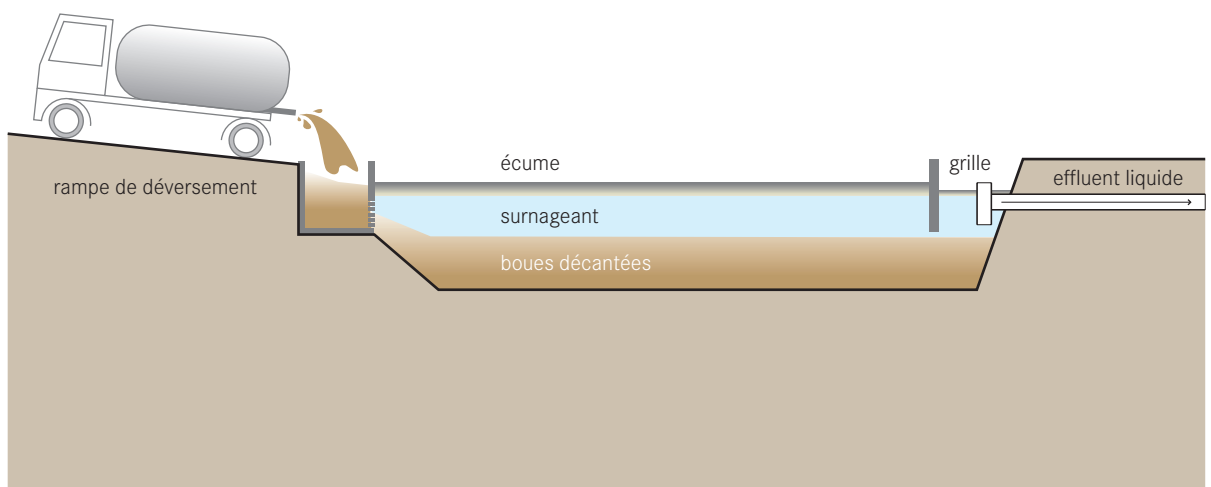 écume
grille
rampe de déversement
effluent liquide
surnageant
boues décantées